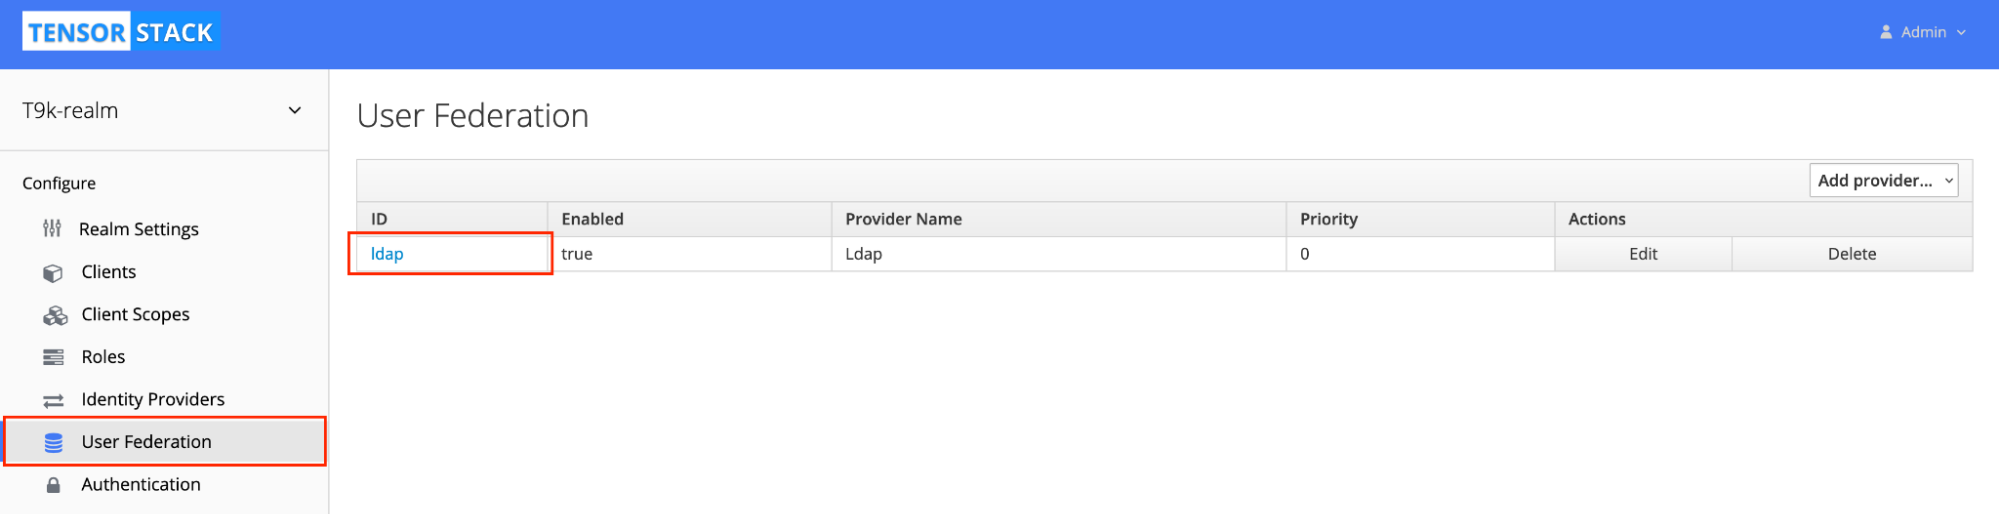 TENSOR STACK
Admin
T9k-realm
Configure
Realm Settings
Clients
Client Scopes
Roles
Identity Providers
User Federation
Authentication
User Federation
Add provider...
ID Enabled Provider Name Priority Actions
ldap true Ldap 0 Edit Delete